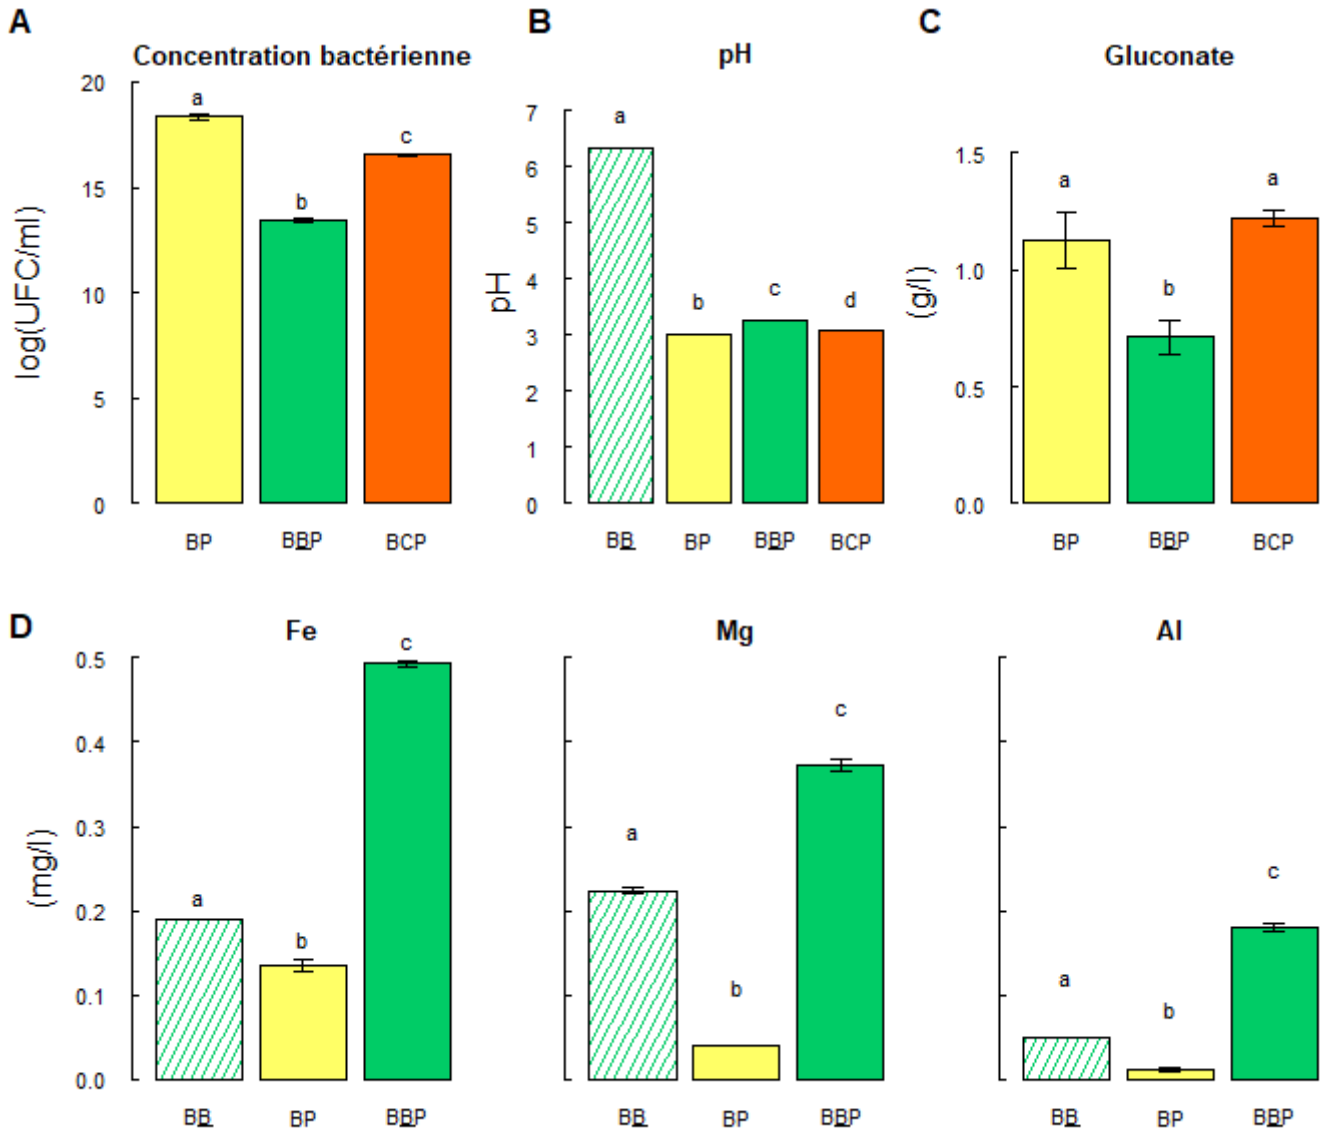 A
Concentration bactérienne
log(UFC/ml)
20
15
10
5
0
a
b
c
BP
BBP
BCP
B
pH
pH
7
6
5
4
3
2
1
0
a
b
c
d
BB
BP
BBP
BCP
C
Gluconate
(g/l)
1.5
1.0
0.5
0.0
a
b
a
BP
BBP
BCP
D
Fe
(mg/l)
0.5
0.4
0.3
0.2
0.1
0.0
a
b
c
BB
BP
BBP
Mg
a
b
c
BB
BP
BBP
Al
a
b
c
BB
BP
BBP